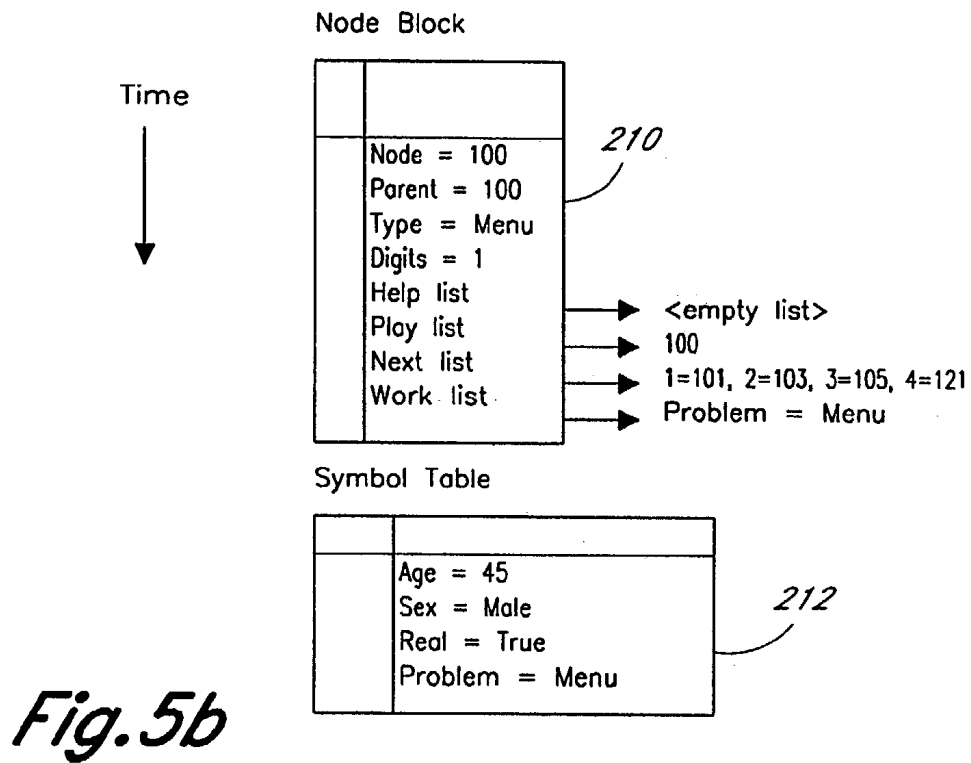 Node Block
Time
210
Node = 100
Parent = 100
Type = Menu
Digits = 1
Help list
<empty list>
Play list
100
Next list
1=101, 2=103, 3=105, 4=121
Work list
Problem = Menu
Symbol Table
Age = 45
Sex = Male
Real = True
Problem = Menu
212
Fig.5b